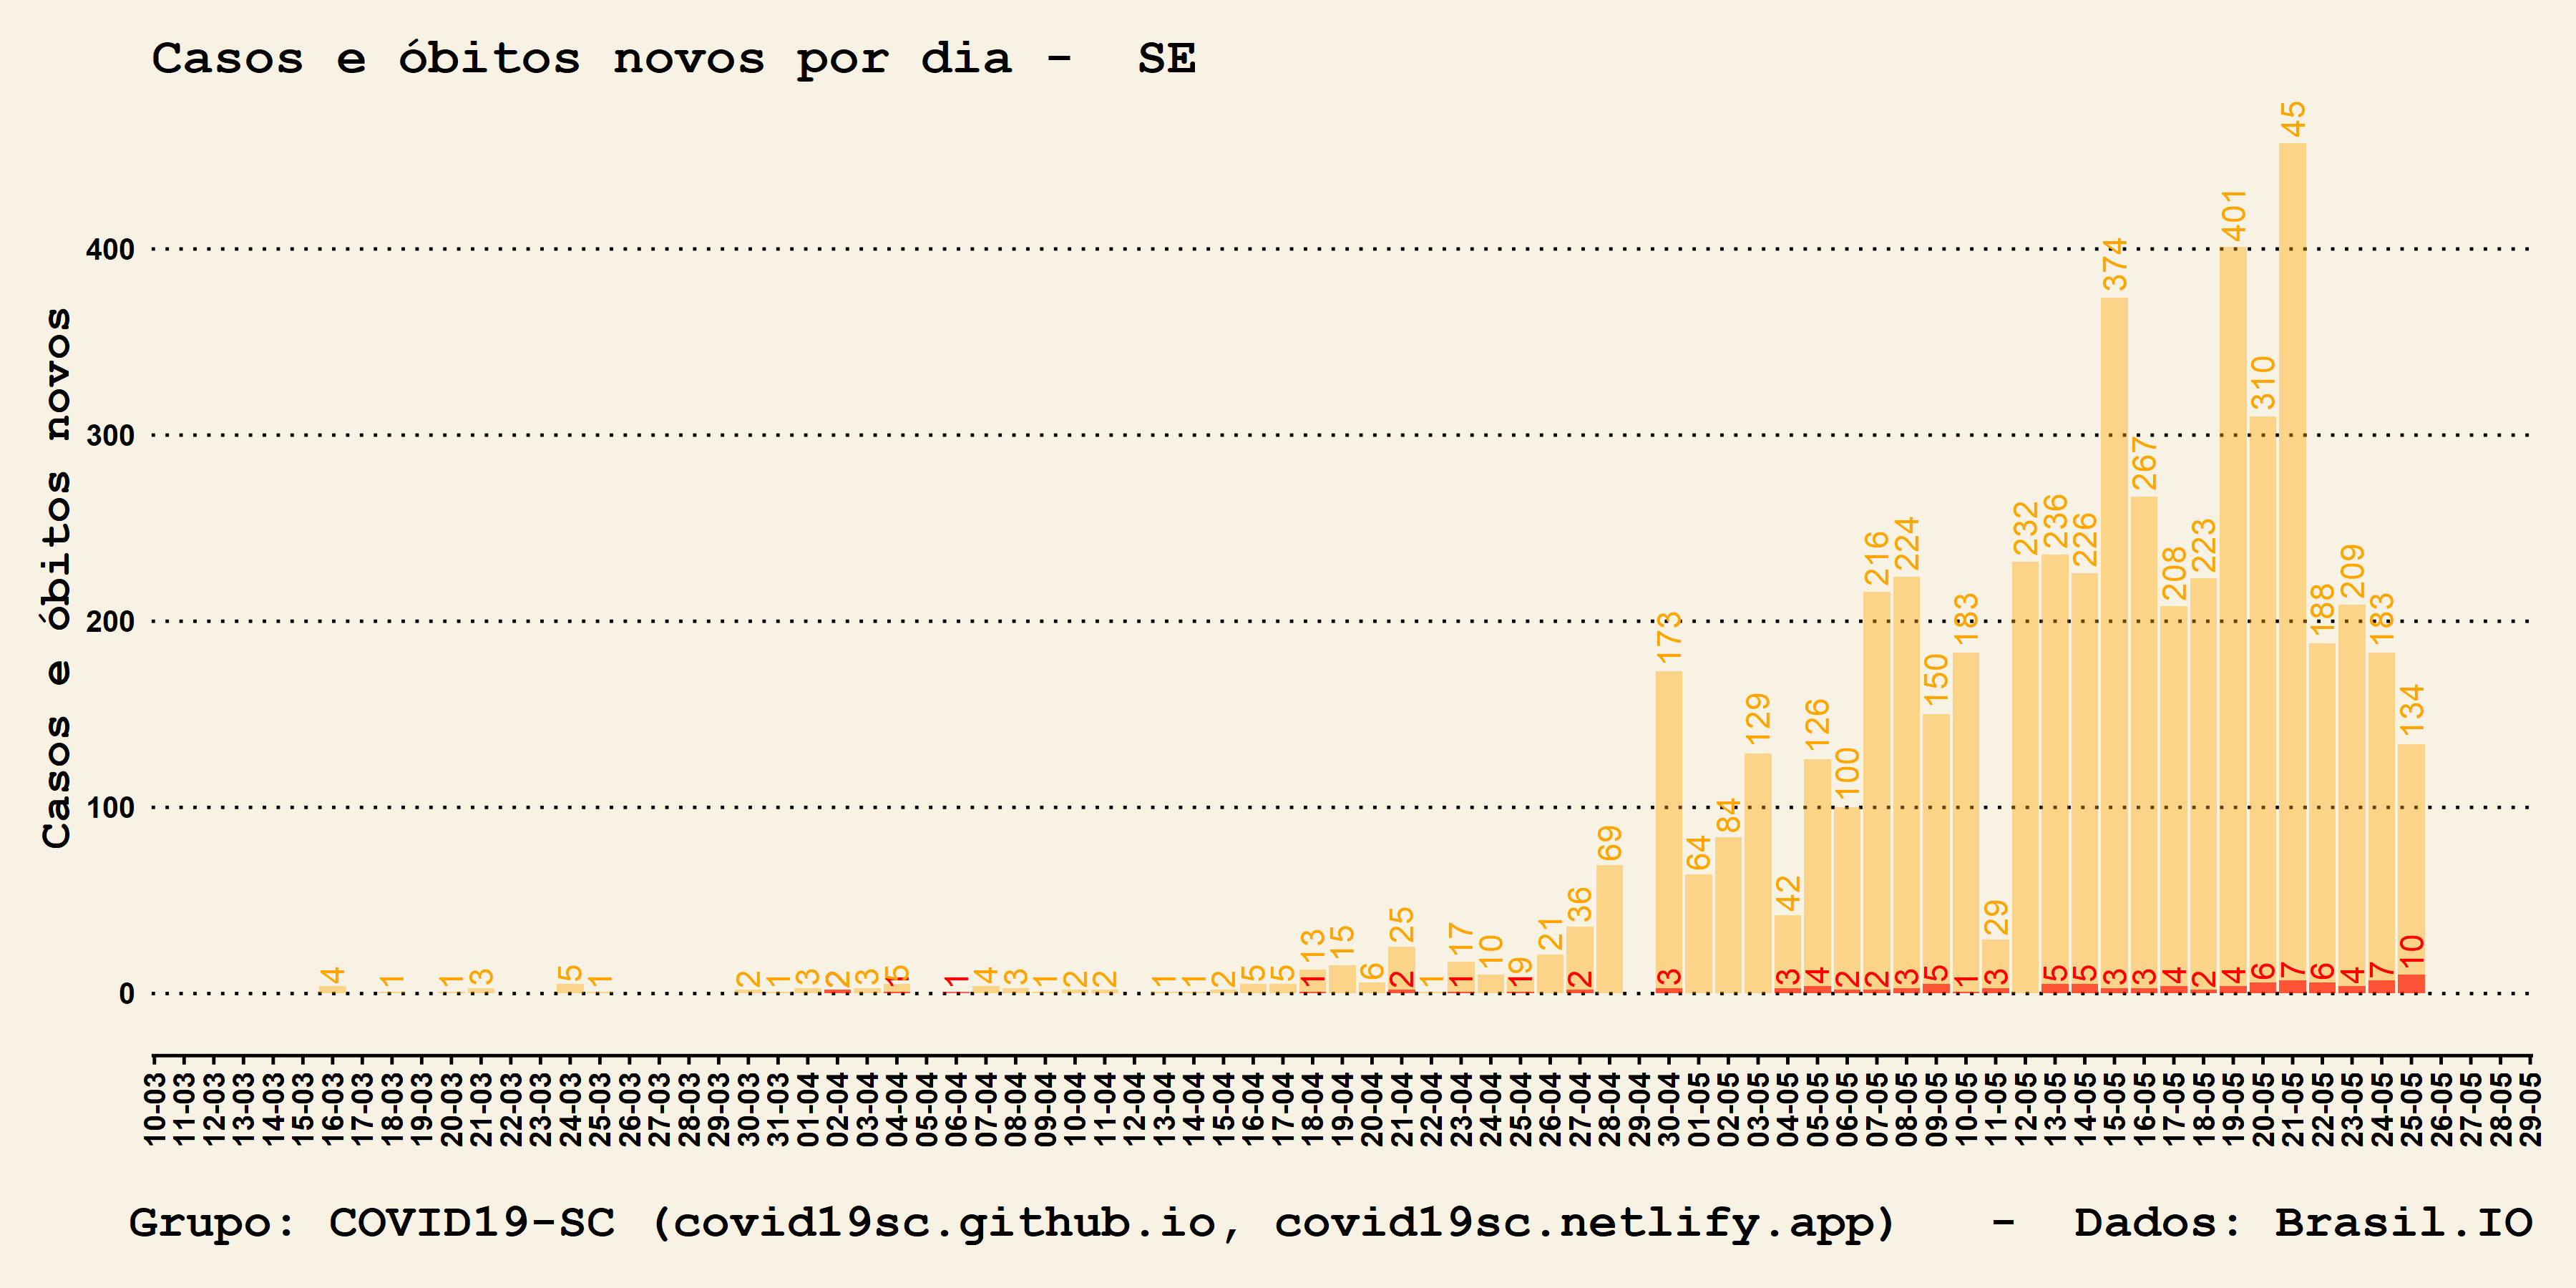 Casos e óbitos novos por dia -  SE
Casos e óbitos novos
400
300
200
100
0
4 1 1 3 5 1 2 1 3 2 3 5 4 3 1 2 2 1 1 2 5 5 13 15 6 25 1 17 10 9 21 36 69 173 64 84 129 42 126 100 216 224 150 183 29 232 236 226 374 267 208 223 401 310 45 188 209 183 134
2 1 1 1 2 1 1 2 3 3 4 2 2 3 5 1 3 5 5 3 3 4 2 4 6 7 6 4 7 10
10-03 11-03 12-03 13-03 14-03 15-03 16-03 17-03 18-03 19-03 20-03 21-03 22-03 23-03 24-03 25-03 26-03 27-03 28-03 29-03 30-03 31-03 01-04 02-04 03-04 04-04 05-04 06-04 07-04 08-04 09-04 10-04 11-04 12-04 13-04 14-04 15-04 16-04 17-04 18-04 19-04 20-04 21-04 22-04 23-04 24-04 25-04 26-04 27-04 28-04 29-04 30-04 01-05 02-05 03-05 04-05 05-05 06-05 07-05 08-05 09-05 10-05 11-05 12-05 13-05 14-05 15-05 16-05 17-05 18-05 19-05 20-05 21-05 22-05 23-05 24-05 25-05 26-05 27-05 28-05 29-05
Grupo: COVID19-SC (covid19sc.github.io, covid19sc.netlify.app)  -  Dados: Brasil.IO